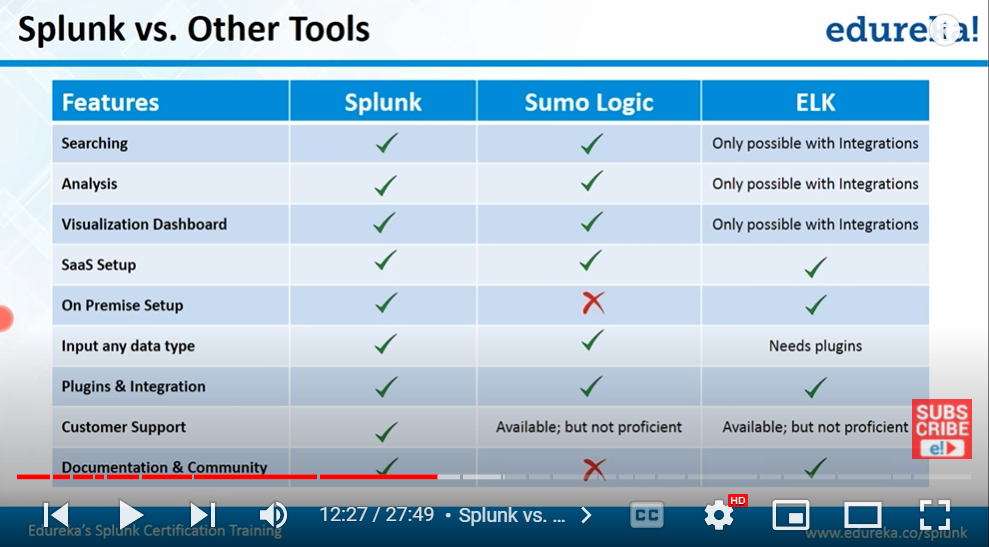 Splunk vs. Other Tools
edureka!
Features Splunk Sumo Logic ELK
Searching Only possible with Integrations
Analysis Only possible with Integrations
Visualization Dashboard Only possible with Integrations
SaaS Setup
On Premise Setup
Input any data type Needs plugins
Plugins & Integration
Customer Support Available; but not proficient Available; but not proficient
Documentation & Community
SUBS
CRIBE
e!
HD
12:27 / 27:49 • Splunk vs. ...
CC
Edureka's Splunk Certification Training
www.edureka.co/splunk